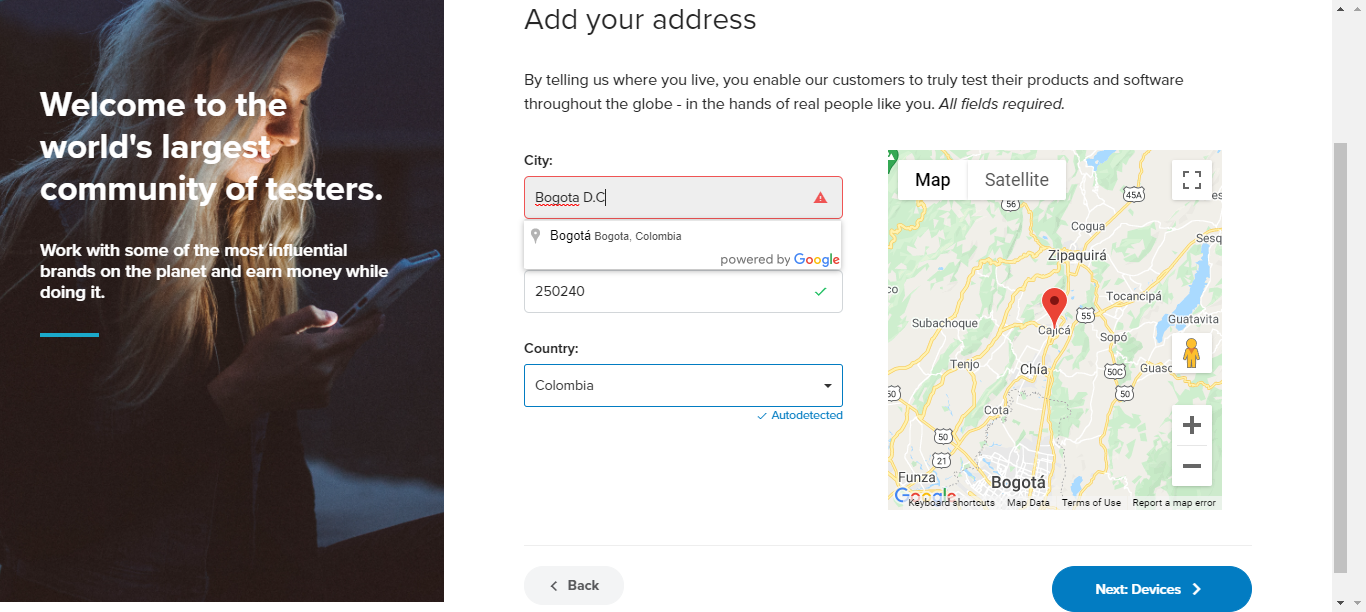 Add your address
Welcome to the
world's largest
community of testers.
Work with some of the most influential
brands on the planet and earn money while
doing it.
By telling us where you live, you enable our customers to truly test their products and software
throughout the globe - in the hands of real people like you. All fields required.
City:
Bogota D.C
Bogotá Bogota, Colombia
powered by Google
250240
Country:
Colombia
Autodetected
Map
Satellite
45A
56
Cogua
Sesq
Zipaquirá
co
Tocancipá
55
Guatavita
Subachoque
Cajicá
Sopó
Tenjo
Chía
50C
Guasc
50
50
Cota
50
21
Funza
Bogotá
Google
Keyboard shortcuts
Map Data
Terms of Use
Report a map error
Back
Next: Devices